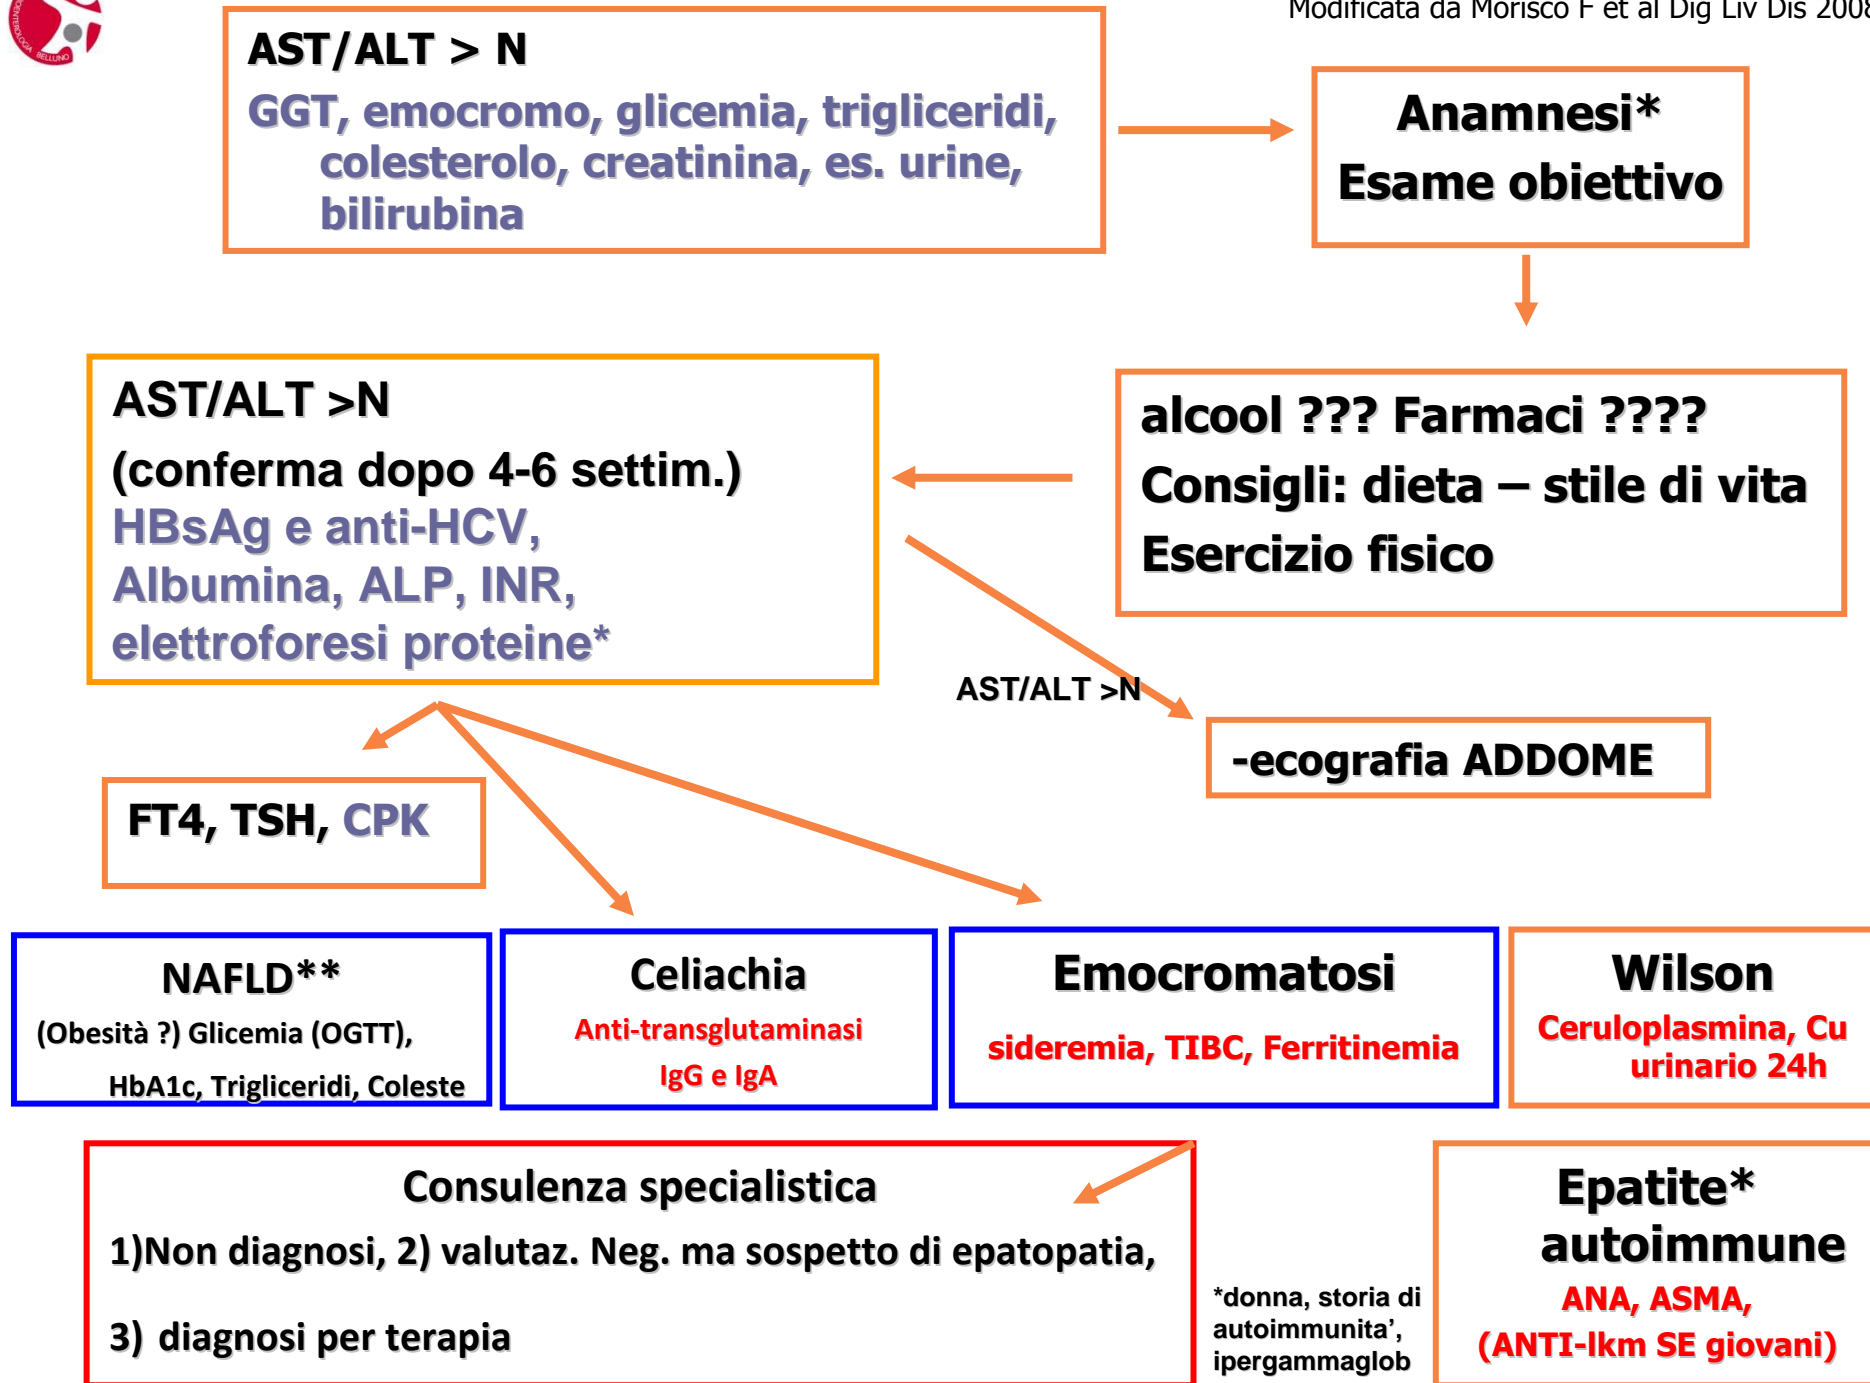 Modificata da Morisco F et al Dig Liv Dis 2008
BELLUNO
AST/ALT > N
GGT, emocromo, glicemia, trigliceridi,
colesterolo, creatinina, es. urine,
bilirubina
Anamnesi*
Esame obiettivo
alcool ??? Farmaci ????
Consigli: dieta – stile di vita
Esercizio fisico
AST/ALT >N
(conferma dopo 4-6 settim.)
HBsAg e anti-HCV,
Albumina, ALP, INR,
elettroforesi proteine*
AST/ALT >N
-ecografia ADDOME
FT4, TSH, CPK
NAFLD**
(Obesità ?) Glicemia (OGTT),
HbA1c, Trigliceridi, Coleste
Celiachia
Anti-transglutaminasi
IgG e IgA
Emocromatosi
sideremia, TIBC, Ferritinemia
Wilson
Ceruloplasmina, Cu
urinario 24h
Consulenza specialistica
1)Non diagnosi, 2) valutaz. Neg. ma sospetto di epatopatia,
3) diagnosi per terapia
*donna, storia di
autoimmunita’,
ipergammaglob
Epatite*
autoimmune
ANA, ASMA,
(ANTI-lkm SE giovani)